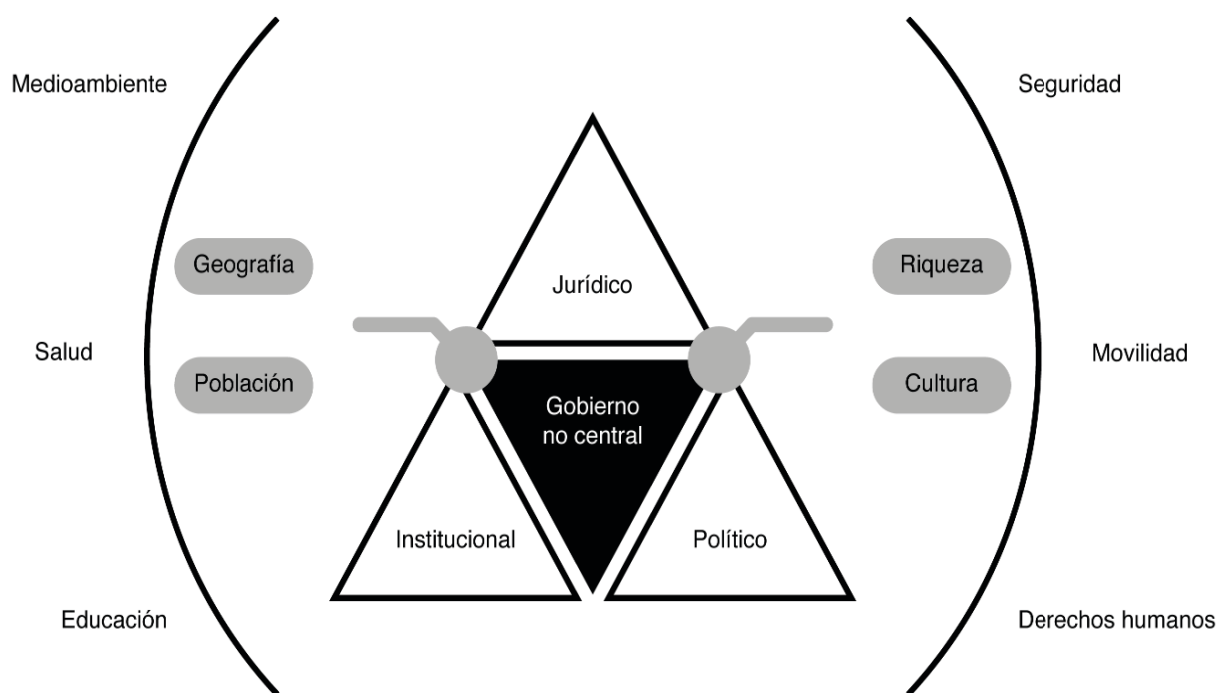 Medioambiente
Seguridad
Geografía
Riqueza
Jurídico
Salud
Movilidad
Población
Cultura
Gobierno
no central
Institucional
Político
Educación
Derechos humanos